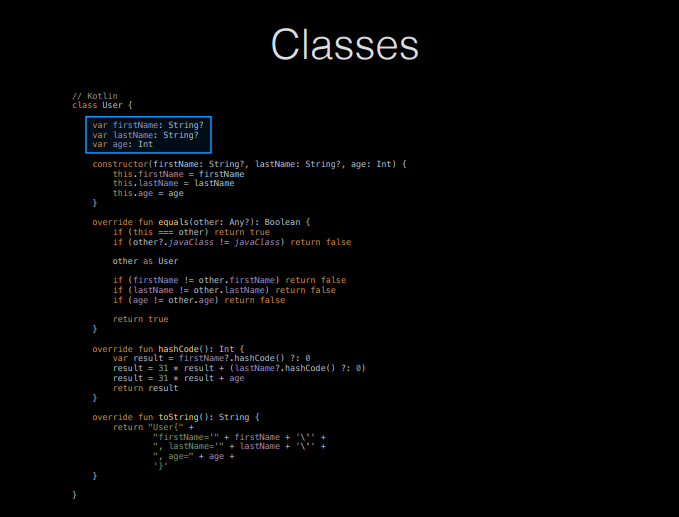 Classes
// Kotlin
class User {
var firstName: String?
var lastName: String?
var age: Int
constructor(firstName: String?, lastName: String?, age: Int) {
this.firstName = firstName
this.lastName = lastName
this.age = age
}
override fun equals(other: Any?): Boolean {
if (this === other) return true
if (other?.javaClass != javaClass) return false
other as User
if (firstName != other.firstName) return false
if (lastName != other.lastName) return false
if (age != other.age) return false
return true
}
override fun hashCode(): Int {
var result = firstName?.hashCode() ?: 0
result = 31 * result + (lastName?.hashCode() ?: 0)
result = 31 * result + age
return result
}
override fun toString(): String {
return "User{" +
"firstName='" + firstName + '\'' +
", lastName='" + lastName + '\'' +
", age=" + age +
'}'
}
}